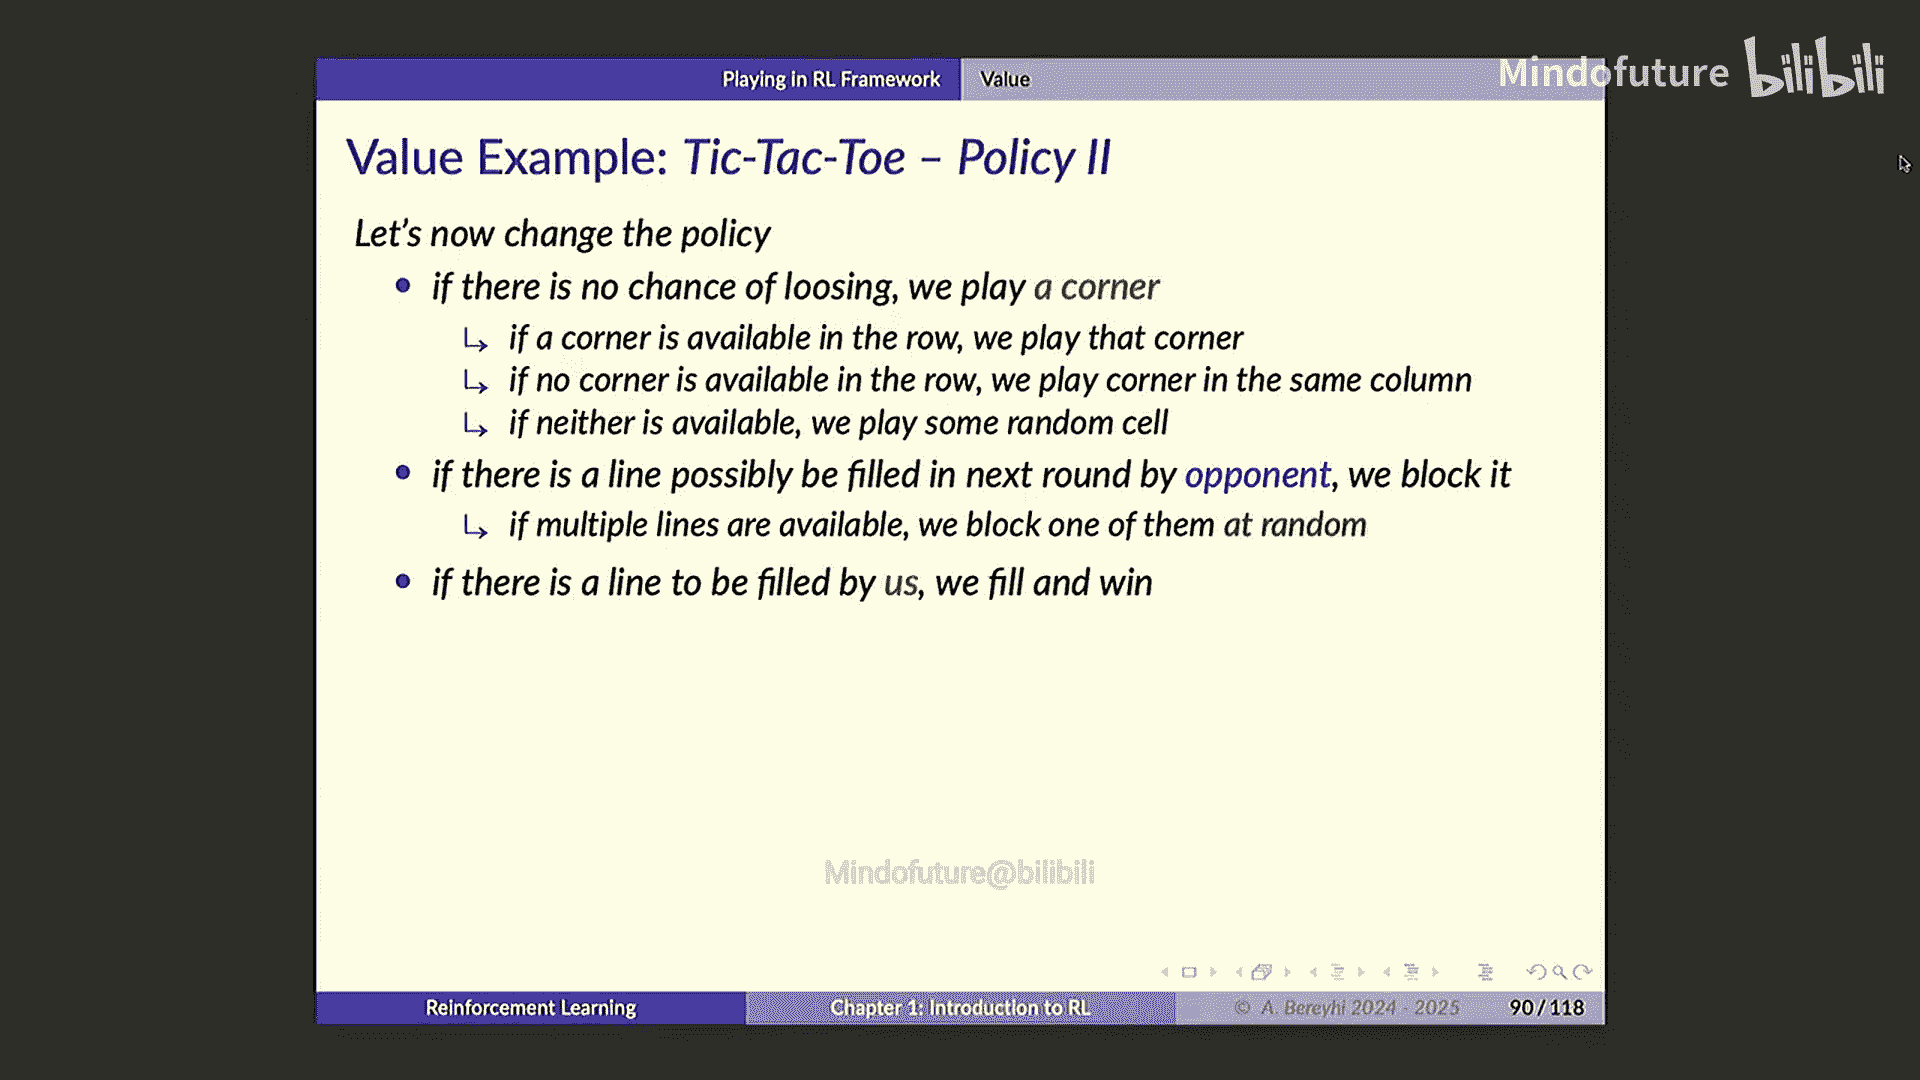 Playing in RL Framework Value
Mindofuture bilibili
Value Example: Tic-Tac-Toe – Policy II
Let's now change the policy
• if there is no chance of loosing, we play a corner
↳ if a corner is available in the row, we play that corner
↳ if no corner is available in the row, we play corner in the same column
↳ if neither is available, we play some random cell
• if there is a line possibly be filled in next round by opponent, we block it
↳ if multiple lines are available, we block one of them at random
• if there is a line to be filled by us, we fill and win
Mindofuture@bilibili
Reinforcement Learning Chapter 1: Introduction to RL © A. Bereyhi 2024 - 2025 90 / 118